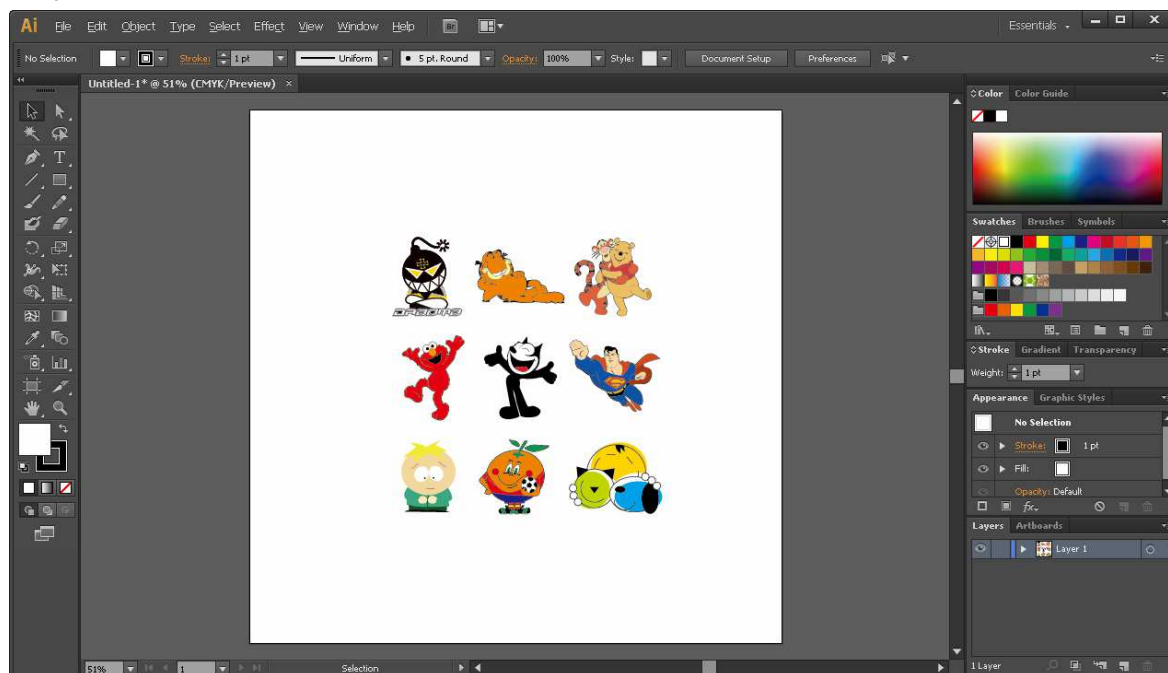 Ai File Edit Object Type Select Effect View Window Help Br Essentials
No Selection Stroke: 1 pt Uniform 5 pt. Round Opacity: 100% Style: Document Setup Preferences
Untitled-1* @ 51% (CMYK/Preview) ×
Color Color Guide
Swatches Brushes Symbols
Stroke Gradient Transparency
Weight: 1 pt
Appearance Graphic Styles
No Selection
Stroke: 1 pt
Fill:
Opacity: Default
fx.
Layers Artboards
Layer 1
51% 1 Selection
1 Layer